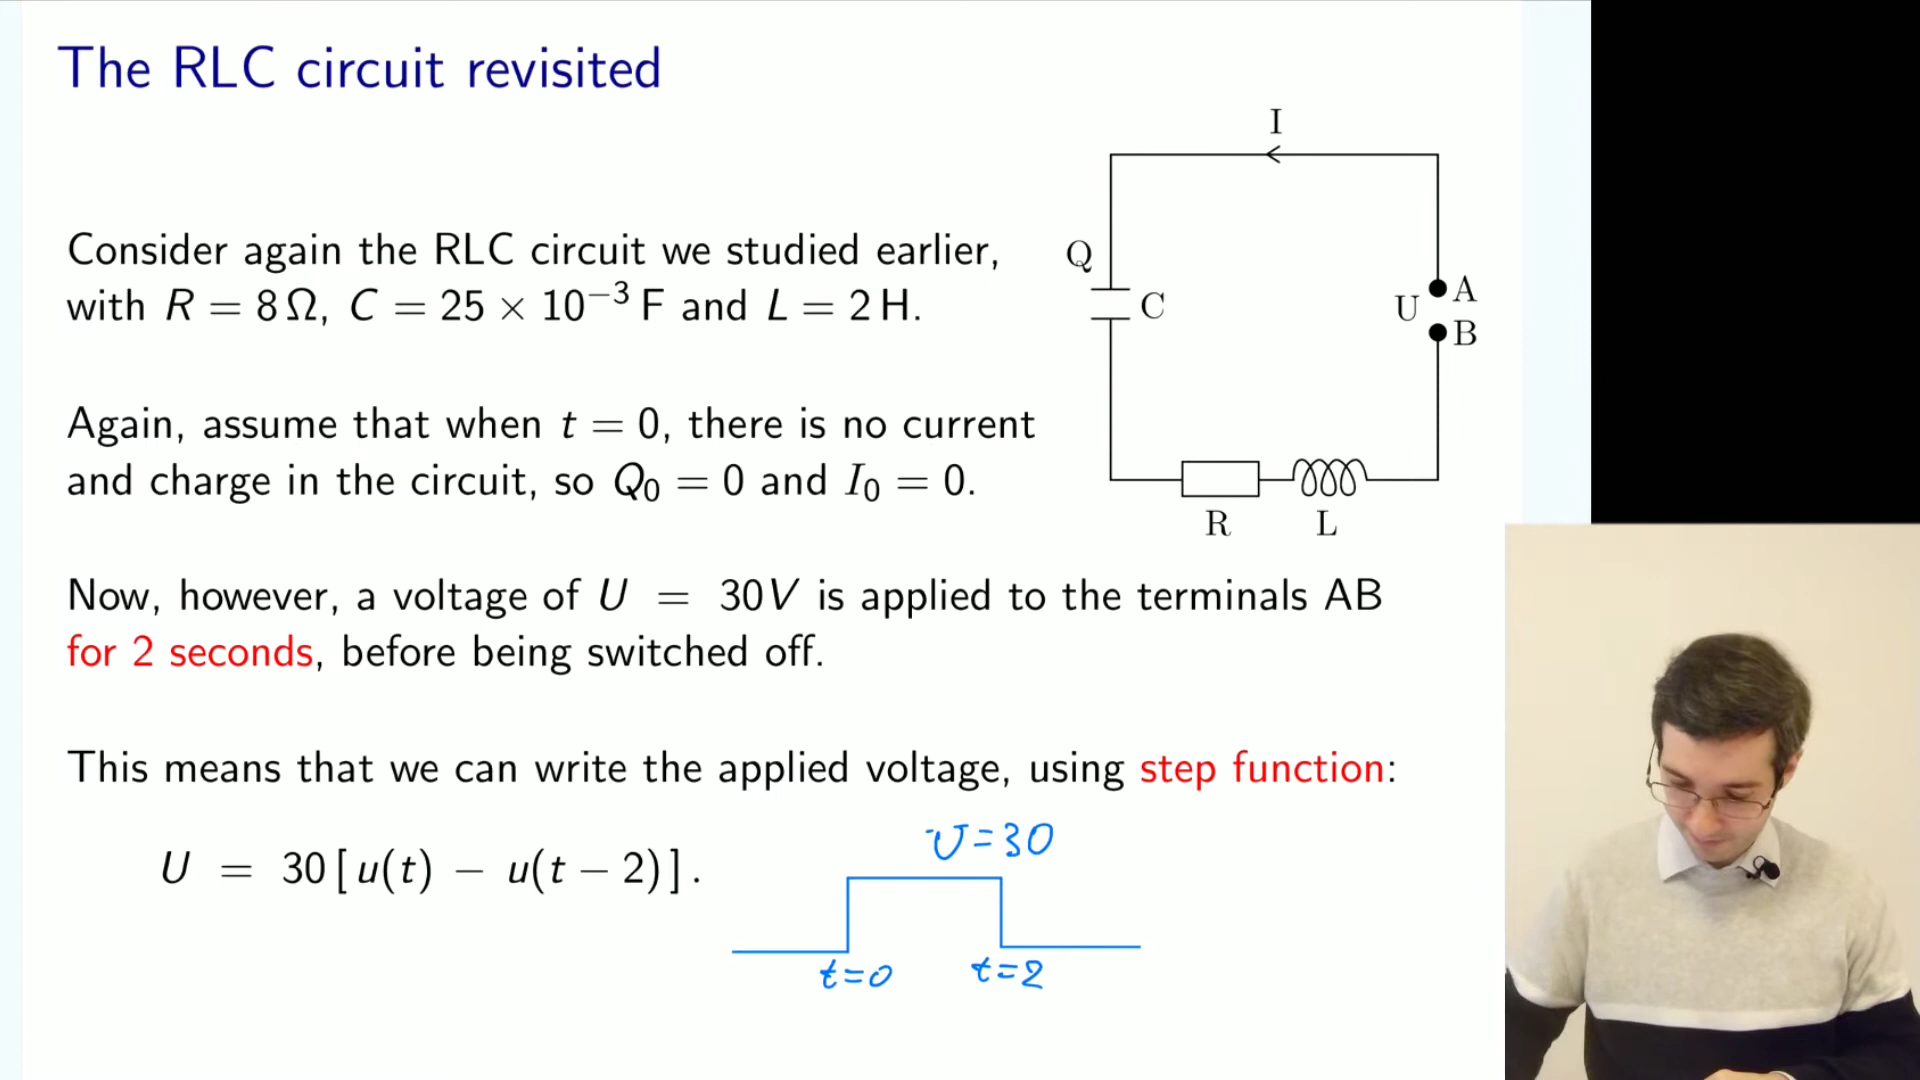 The RLC circuit revisited
I
Consider again the RLC circuit we studied earlier,
with R = 8 Ω, C = 25 × 10⁻³ F and L = 2 H.
Q
C
U
A
B
Again, assume that when t = 0, there is no current
and charge in the circuit, so Q₀ = 0 and I₀ = 0.
R
L
Now, however, a voltage of U = 30V is applied to the terminals AB
for 2 seconds, before being switched off.
This means that we can write the applied voltage, using step function:
U = 30 [ u(t) − u(t − 2) ] .
U=30
t=0
t=2